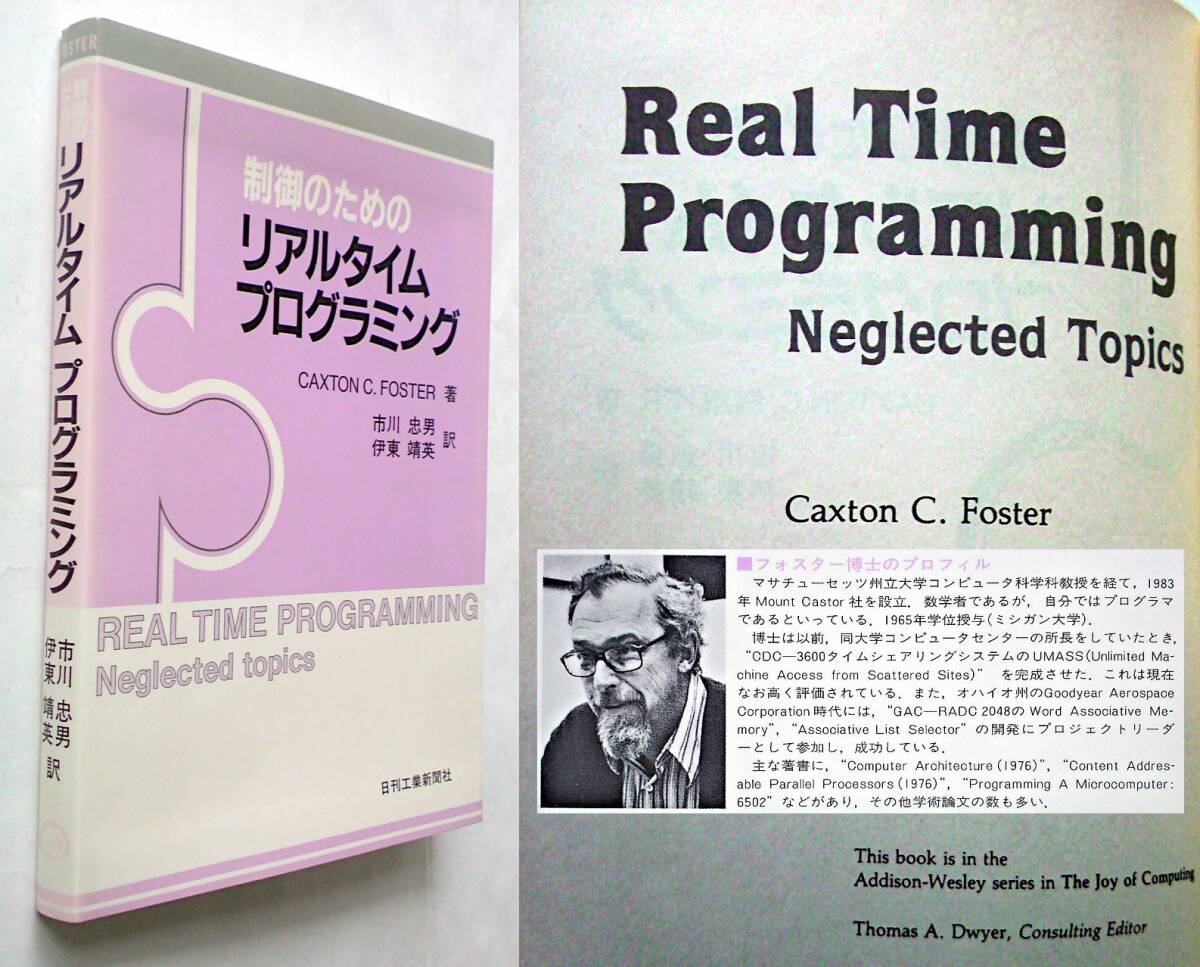 OSTER
リアルタイム プログラミング
市川 忠男
伊東 靖英
訳
制御のための
リアルタイム
プログラミング
CAXTON C. FOSTER 著
市川 忠男
伊東 靖英
訳
REAL TIME PROGRAMMING
Neglected topics
日刊工業新聞社
Real Time
Programming
Neglected Topics
Caxton C. Foster
■フォスター博士のプロフィル
マサチューセッツ州立大学コンピュータ科学科教授を経て，1983
年 Mount Castor 社を設立．数学者であるが，自分ではプログラマ
であるといっている．1965年学位授与(ミシガン大学)．
博士は以前，同大学コンピュータセンターの所長をしていたとき，
“CDC—3600タイムシェアリングシステムのUMASS(Unlimited Ma-
chine Access from Scattered Sites)” を完成させた．これは現在
なお高く評価されている．また，オハイオ州のGoodyear Aerospace
Corporation時代には，“GAC—RADC 2048の Word Associative Me-
mory”，“Associative List Selector” の開発にプロジェクトリーダ
ーとして参加し，成功している．
主な著書に，“Computer Architecture (1976)”，“Content Addres-
able Parallel Processors (1976)”，“Programming A Microcomputer:
6502” などがあり，その他学術論文の数も多い．
This book is in the
Addison-Wesley series in The Joy of Computing
Thomas A. Dwyer, Consulting Editor